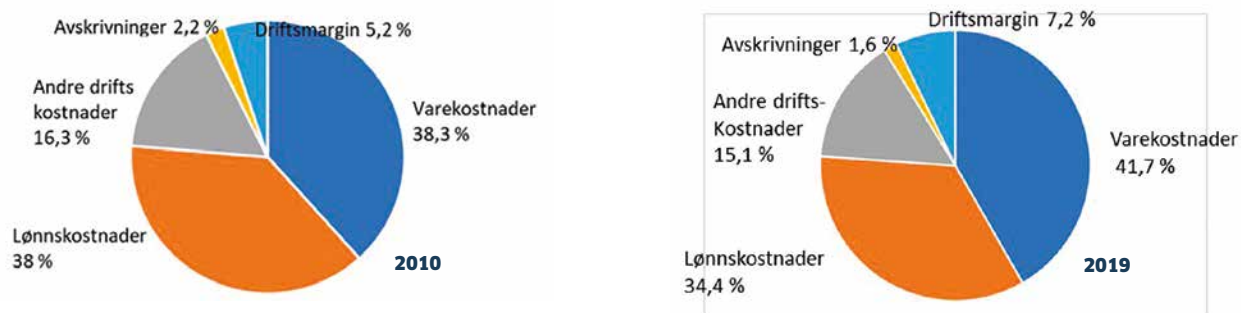 Avskrivninger 2,2 %
Driftsmargin 5,2 %
Andre drifts
kostnader
16,3 %
Varekostnader
38,3 %
Lønnskostnader
38 %
2010
Driftsmargin 7,2 %
Avskrivninger 1,6 %
Andre drifts-
Kostnader
15,1 %
Varekostnader
41,7 %
Lønnskostnader
34,4 %
2019